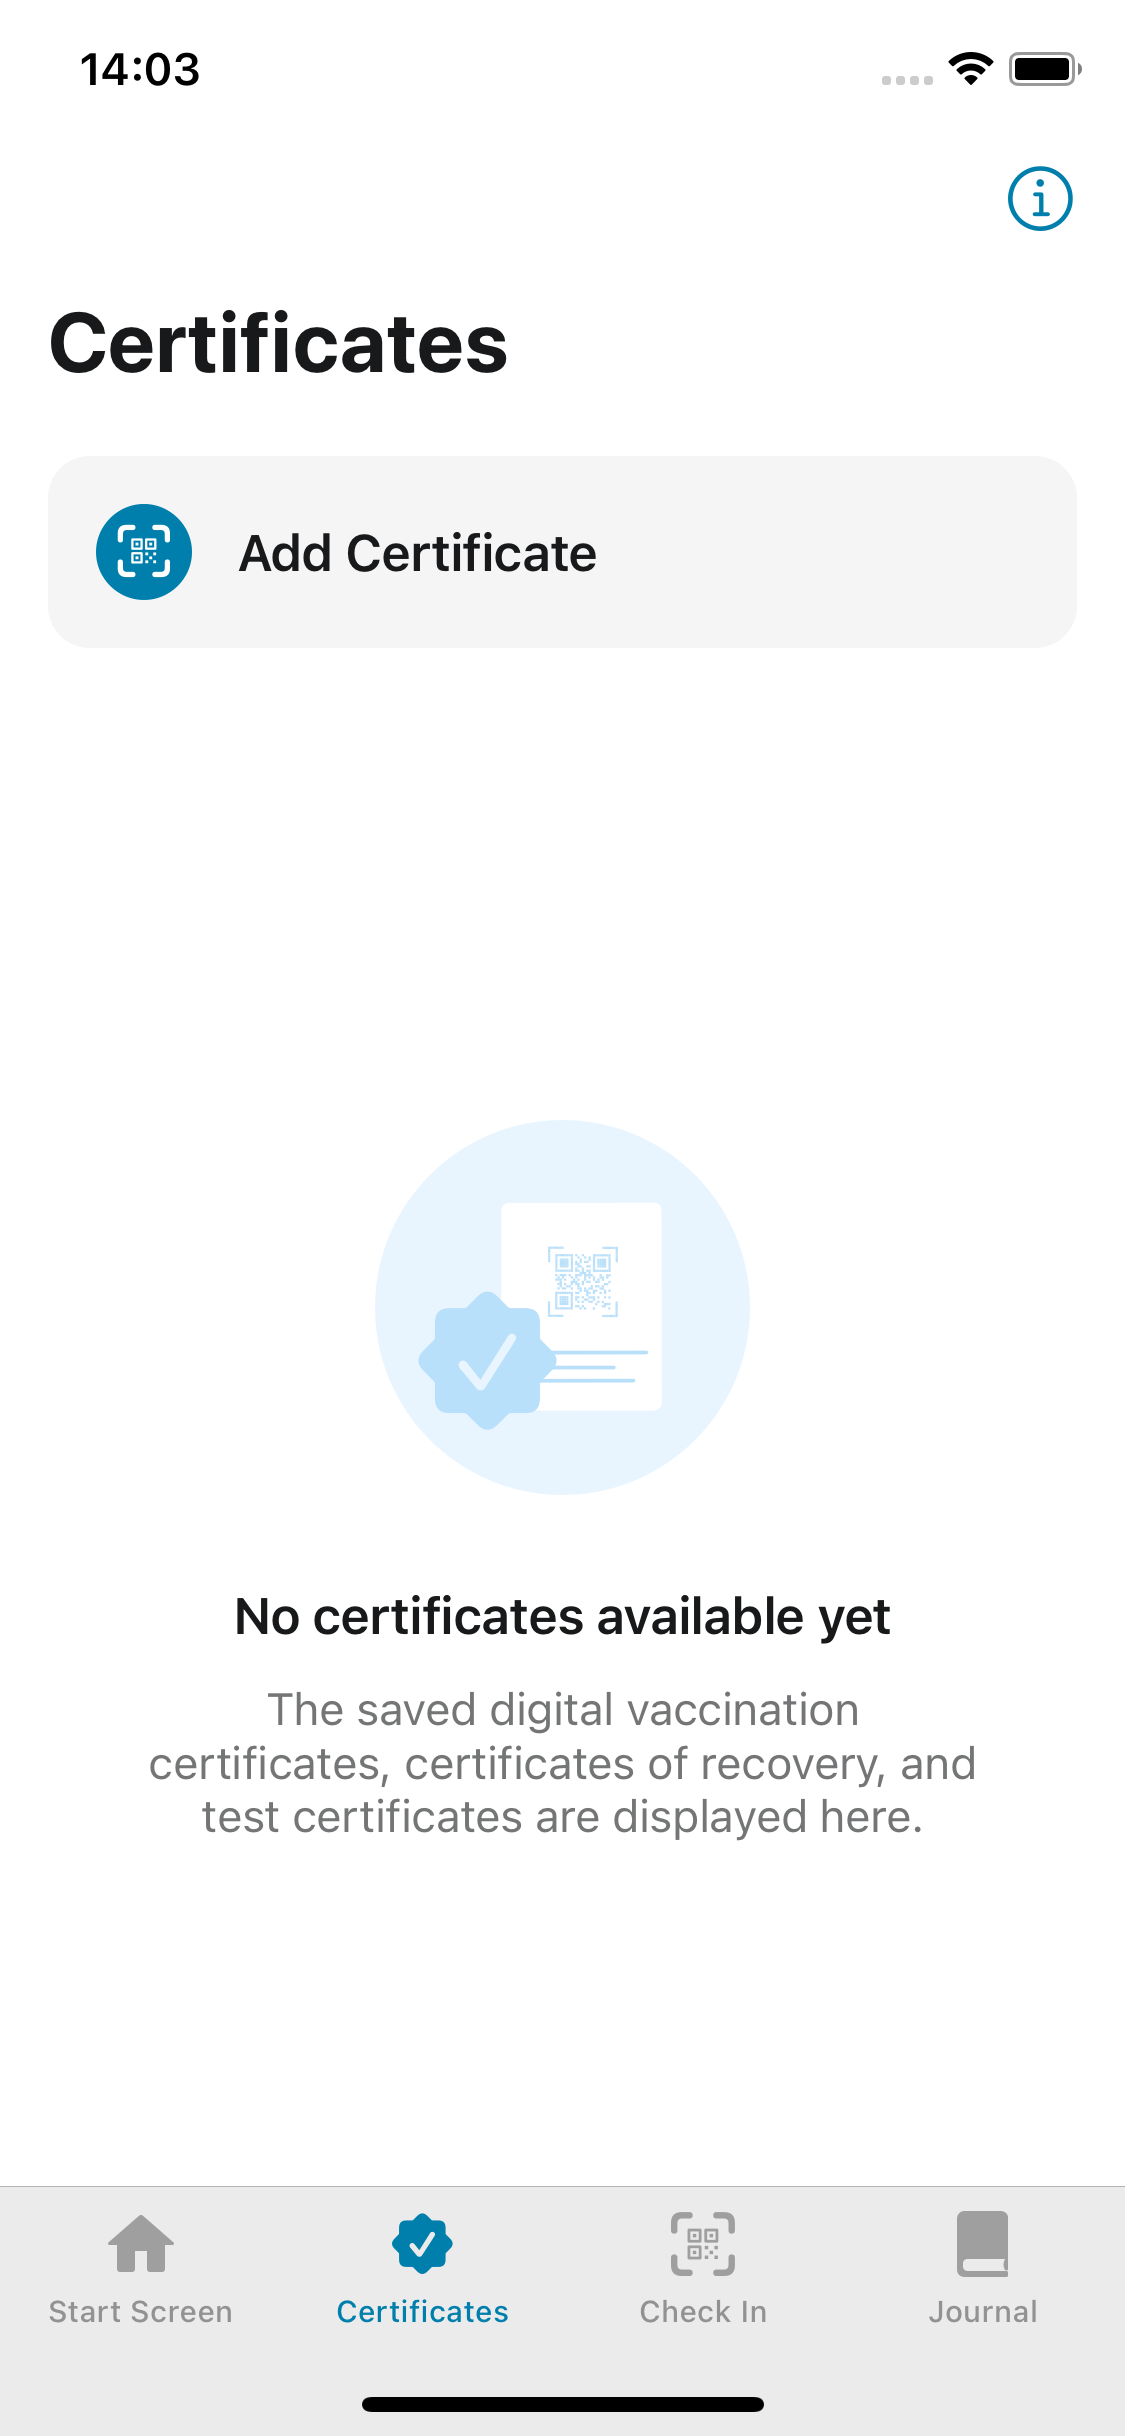 14:03
Certificates
Add Certificate
No certificates available yet
The saved digital vaccination
certificates, certificates of recovery, and
test certificates are displayed here.
Start Screen
Certificates
Check In
Journal